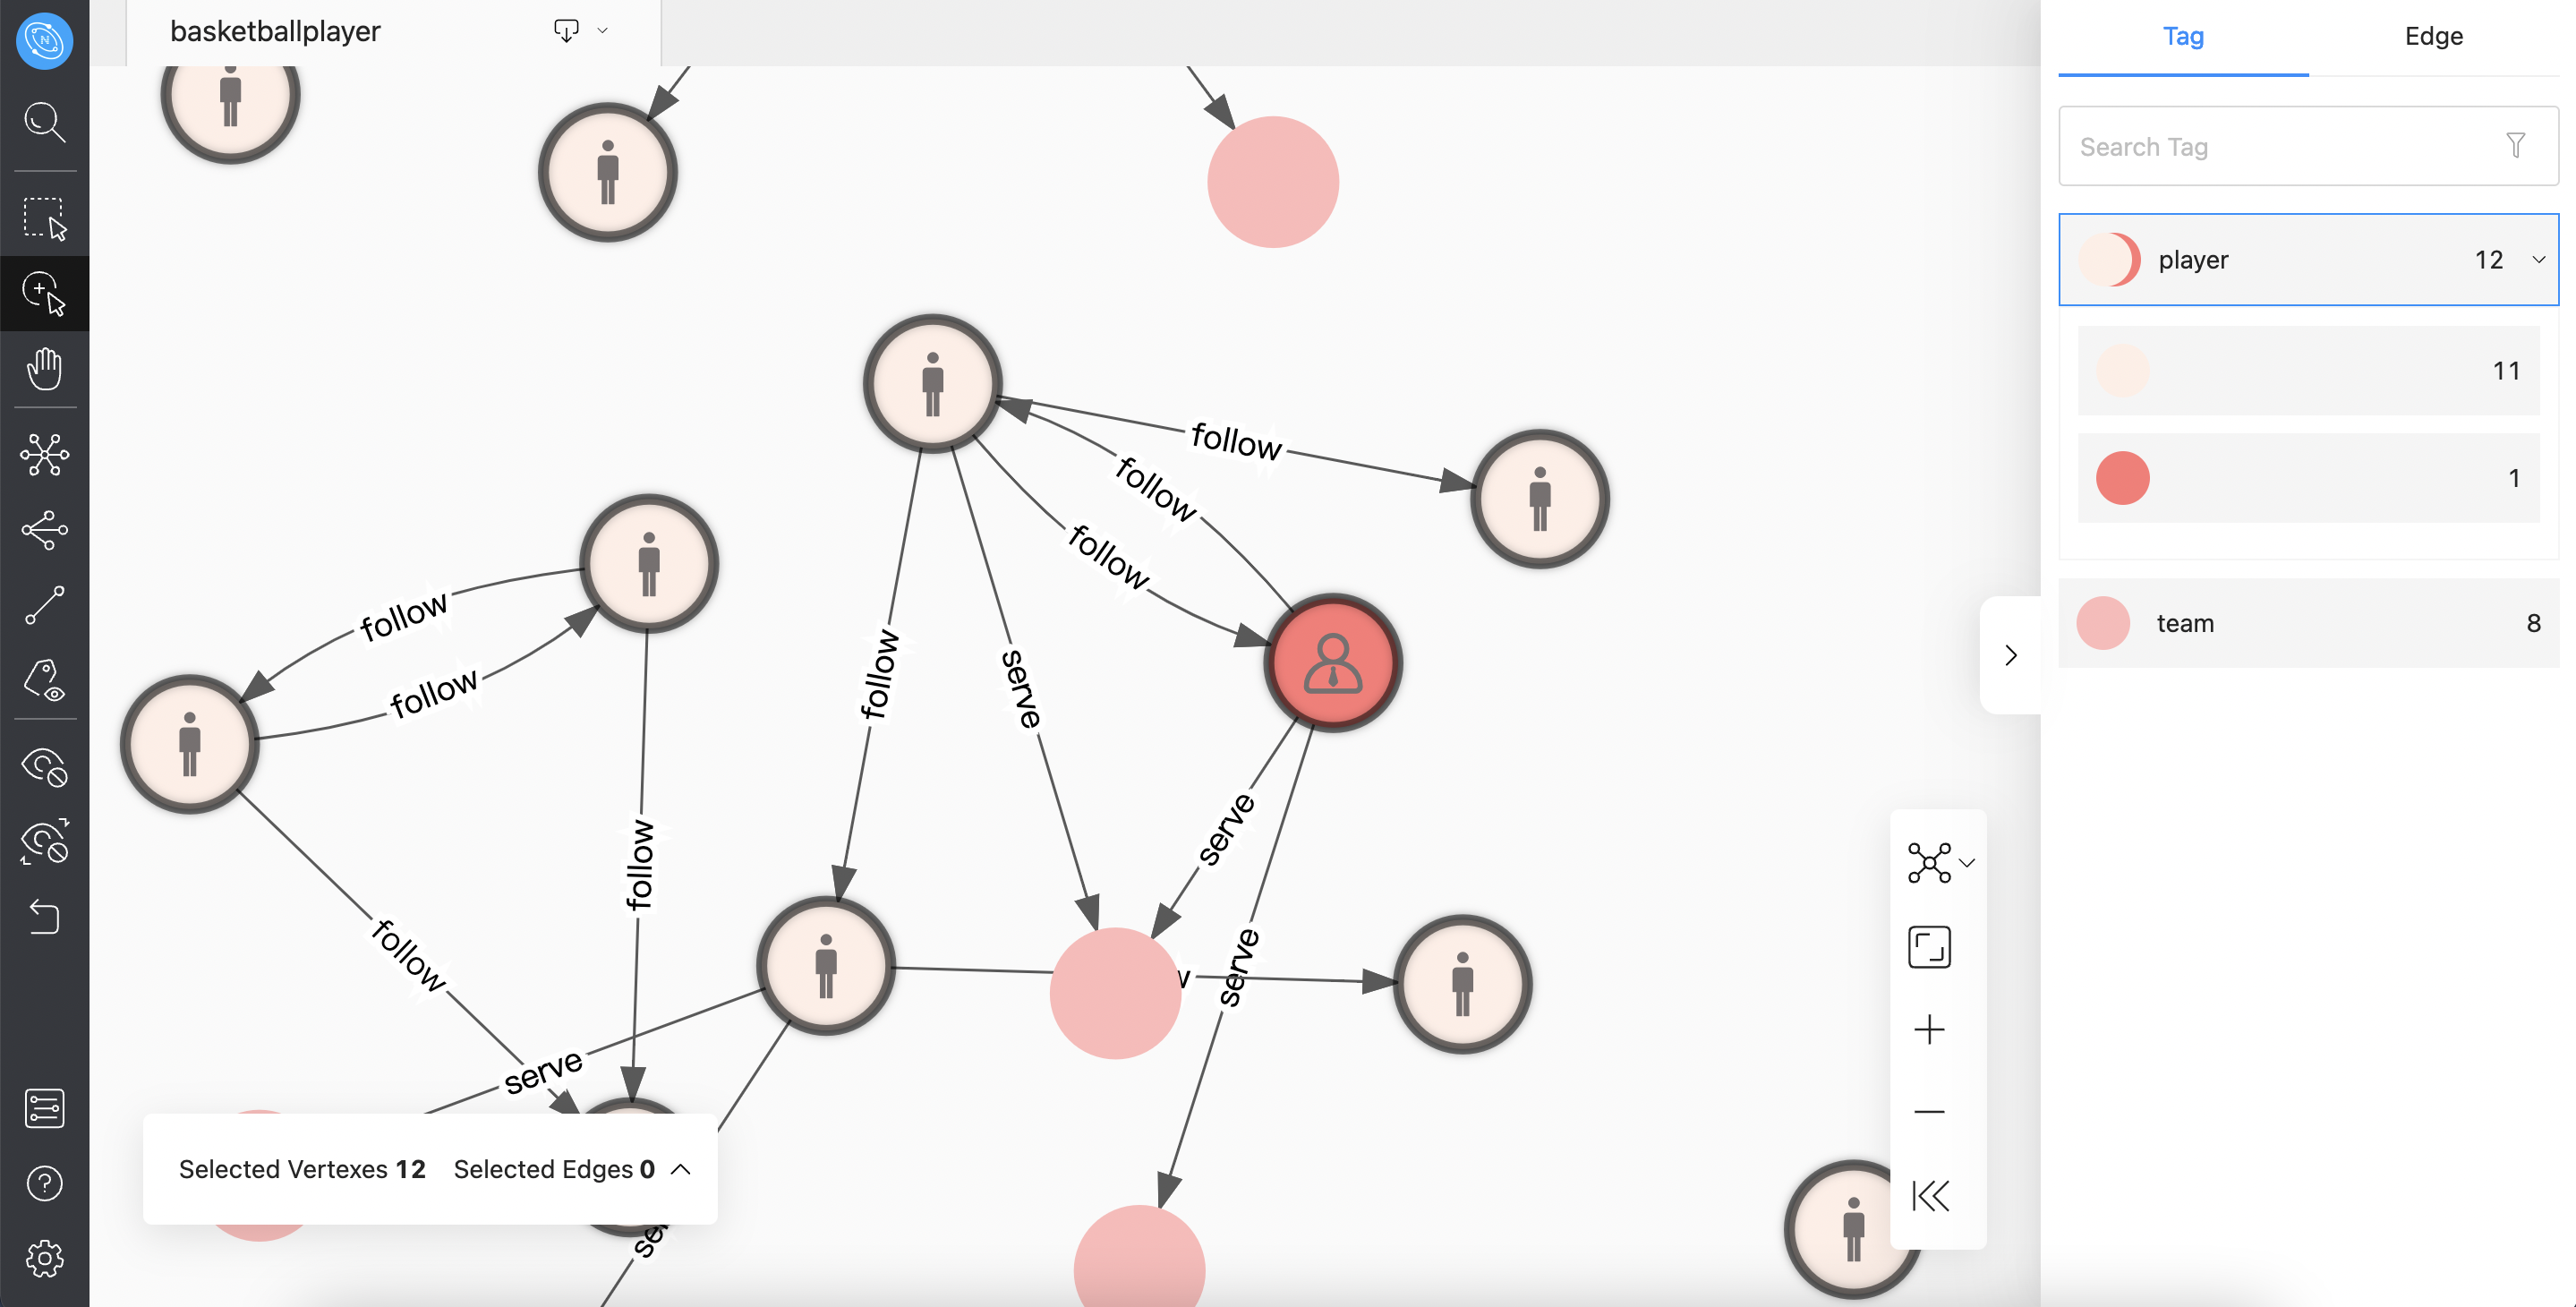 basketballplayer
Tag
Edge
Search Tag
player
12
11
1
team
8
follow
follow
follow
follow
follow
follow
serve
follow
serve
follow
serve
follow
serve
Selected Vertexes 12
Selected Edges 0